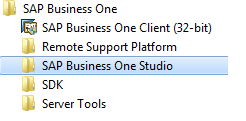 SAP Business One
SAP Business One Client (32-bit)
Remote Support Platform
SAP Business One Studio
SDK
Server Tools